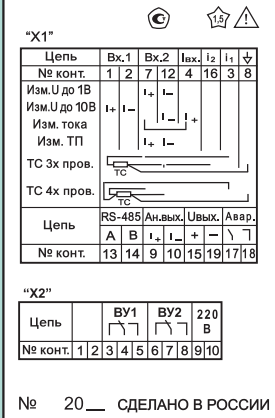 1,5
"X1"
Цепь Вх.1 Вх.2 Iвх. i₂ i₁
№ конт. 1 2 7 12 4 16 3 8
Изм.U до 1В I+ I–
Изм.U до 10В I+ I–
Изм. тока I– I+
Изм. ТП I+ I–
ТС 3х пров.
ТС
ТС 4х пров.
ТС
Цепь RS-485 Ан.вых. Uвых. Авар.
А В I+ I– + –
№ конт. 13 14 9 10 15 19 17 18
"X2"
Цепь ВУ1 ВУ2 220 В
№ конт. 1 2 3 4 5 6 7 8 9 10
№ 20__ СДЕЛАНО В РОССИИ